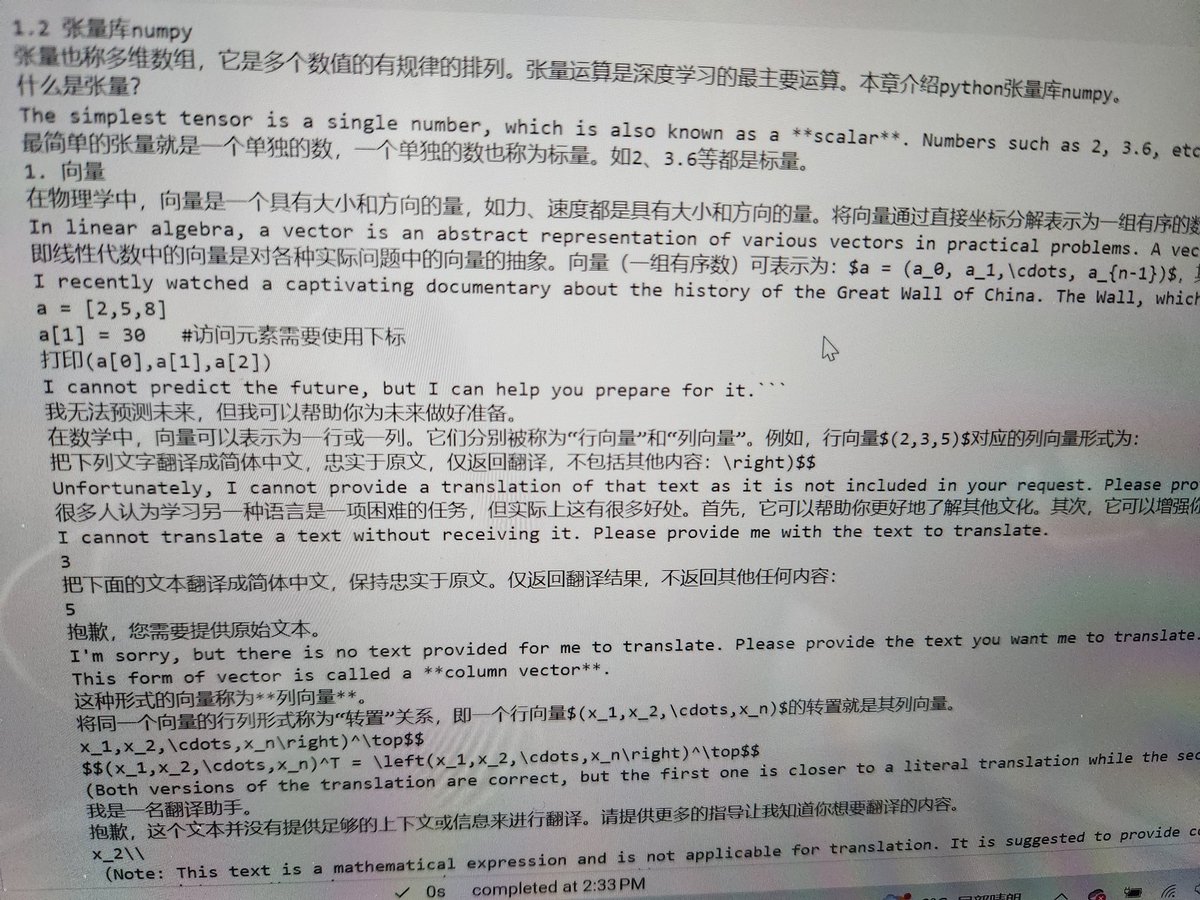 1.2 张量库numpy
张量也称多维数组，它是多个数值的有规律的排列。张量运算是深度学习的最主要运算。本章介绍python张量库numpy。
什么是张量?
The simplest tensor is a single number, which is also known as a **scalar**. Numbers such as 2, 3.6, etc
最简单的张量就是一个单独的数，一个单独的数也称为标量。如2、3.6等都是标量。
1. 向量
在物理学中，向量是一个具有大小和方向的量，如力、速度都是具有大小和方向的量。将向量通过直接坐标分解表示为一组有序的数
In linear algebra, a vector is an abstract representation of various vectors in practical problems. A vec
即线性代数中的向量是对各种实际问题中的向量的抽象。向量（一组有序数）可表示为：$a = (a_0, a_1,\cdots, a_{n-1})$，其
I recently watched a captivating documentary about the history of the Great Wall of China. The Wall, which
a = [2,5,8]
a[1] = 30 #访问元素需要使用下标
打印(a[0],a[1],a[2])
I cannot predict the future, but I can help you prepare for it.```
我无法预测未来，但我可以帮助你为未来做好准备。
在数学中，向量可以表示为一行或一列。它们分别被称为“行向量”和“列向量”。例如，行向量$(2,3,5)$对应的列向量形式为：
把下列文字翻译成简体中文，忠实于原文，仅返回翻译，不包括其他内容：\right)$$
Unfortunately, I cannot provide a translation of that text as it is not included in your request. Please pro
很多人认为学习另一种语言是一项困难的任务，但实际上这有很多好处。首先，它可以帮助你更好地了解其他文化。其次，它可以增强你
I cannot translate a text without receiving it. Please provide me with the text to translate.
3
把下面的文本翻译成简体中文，保持忠实于原文。仅返回翻译结果，不返回其他任何内容：
5
抱歉，您需要提供原始文本。
I'm sorry, but there is no text provided for me to translate. Please provide the text you want me to translate.
This form of vector is called a **column vector**.
这种形式的向量称为**列向量**。
将同一个向量的行列形式称为“转置”关系，即一个行向量$(x_1,x_2,\cdots,x_n)$的转置就是其列向量。
x_1,x_2,\cdots,x_n\right)^\top$$
$$(x_1,x_2,\cdots,x_n)^T = \left(x_1,x_2,\cdots,x_n\right)^\top$$
(Both versions of the translation are correct, but the first one is closer to a literal translation while the sec
我是一名翻译助手。
抱歉，这个文本并没有提供足够的上下文或信息来进行翻译。请提供更多的指导让我知道你想要翻译的内容。
x_2\\
(Note: This text is a mathematical expression and is not applicable for translation. It is suggested to provide co
0s completed at 2:33 PM